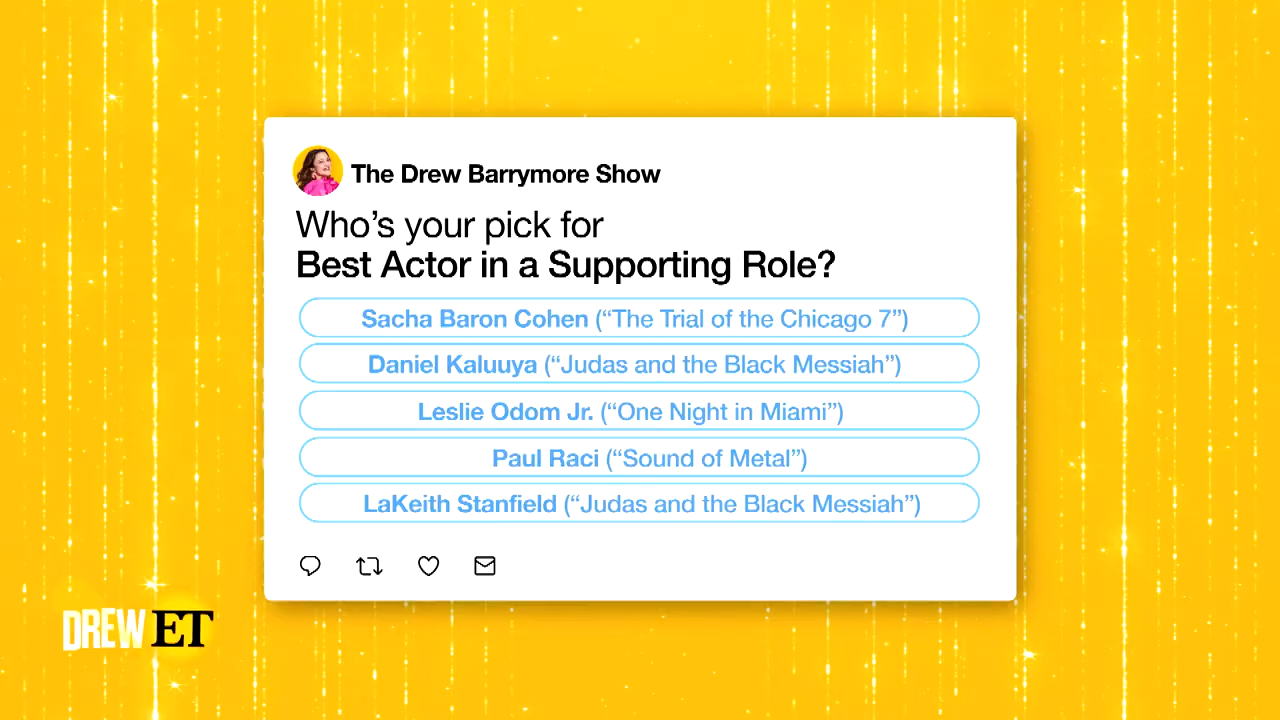 The Drew Barrymore Show
Who’s your pick for
Best Actor in a Supporting Role?
Sacha Baron Cohen (“The Trial of the Chicago 7”)
Daniel Kaluuya (“Judas and the Black Messiah”)
Leslie Odom Jr. (“One Night in Miami”)
Paul Raci (“Sound of Metal”)
LaKeith Stanfield (“Judas and the Black Messiah”)
DREW ET